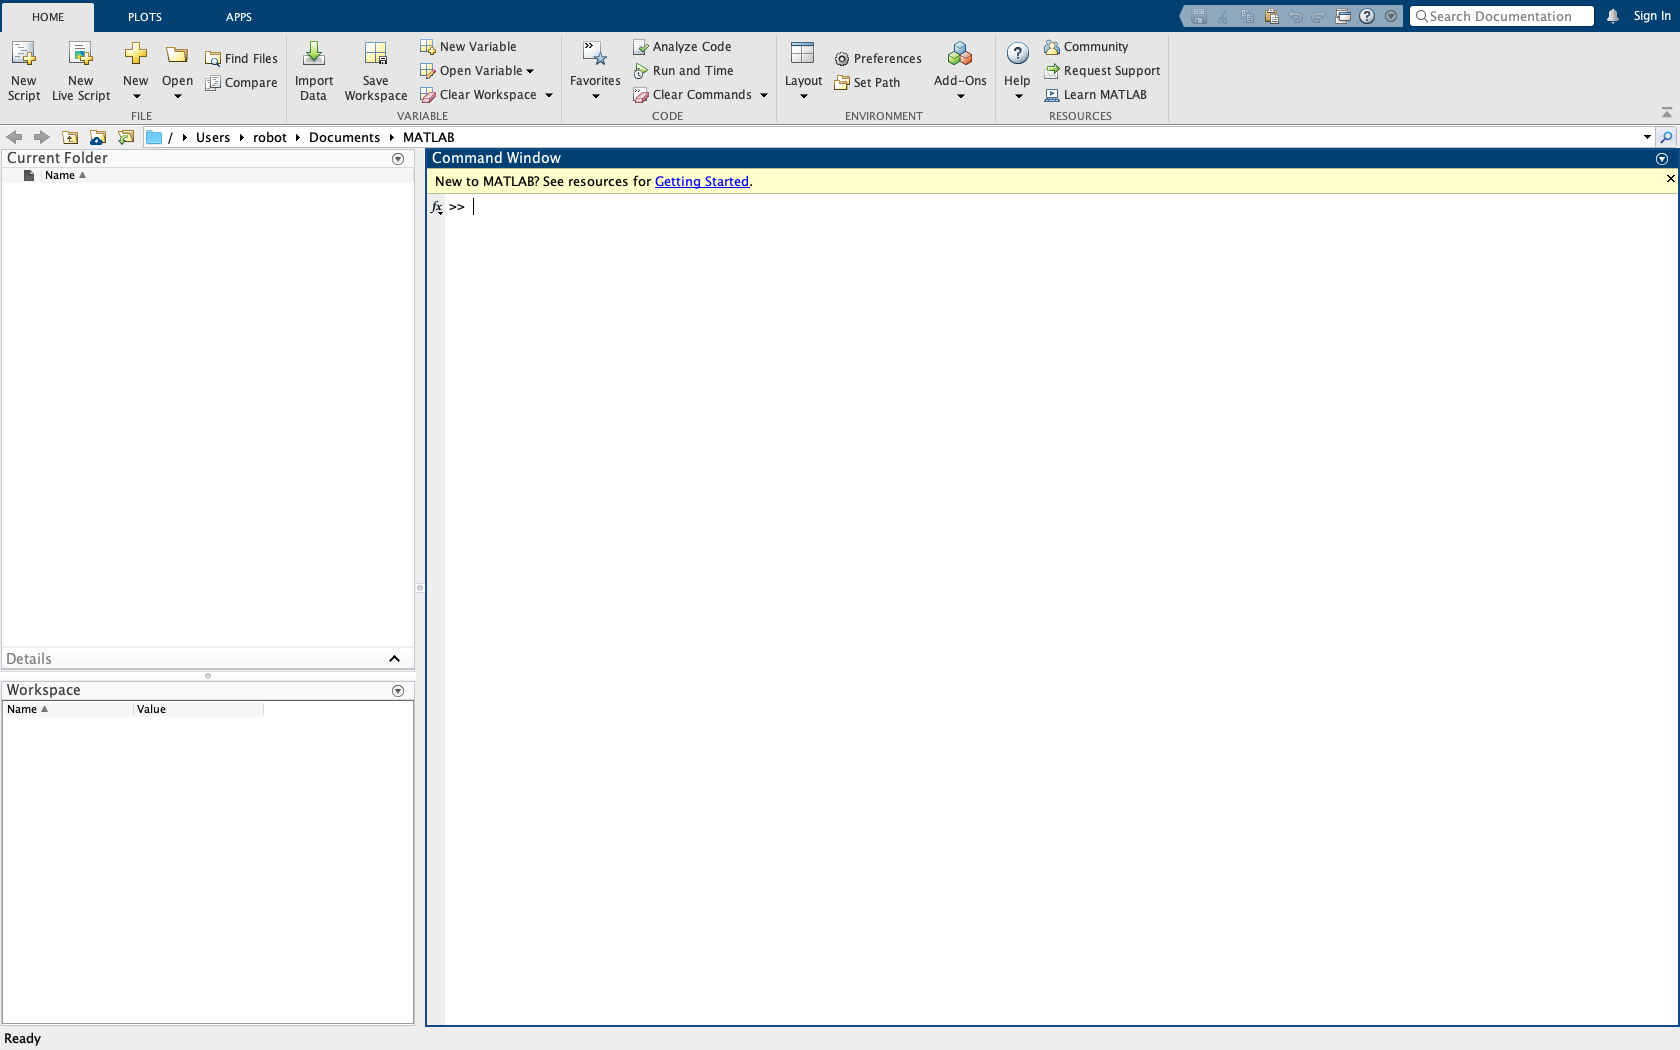 HOME PLOTS APPS Search Documentation Sign In
New Script
New Live Script
New
Open
Find Files
Compare
FILE
Import Data
Save Workspace
New Variable
Open Variable
Clear Workspace
VARIABLE
Favorites
Analyze Code
Run and Time
Clear Commands
CODE
Layout
Preferences
Set Path
Add-Ons
ENVIRONMENT
Help
Community
Request Support
Learn MATLAB
RESOURCES
/ Users robot Documents MATLAB
Current Folder
Name
Details
Workspace
Name Value
Command Window
New to MATLAB? See resources for Getting Started.
fx >>
Ready